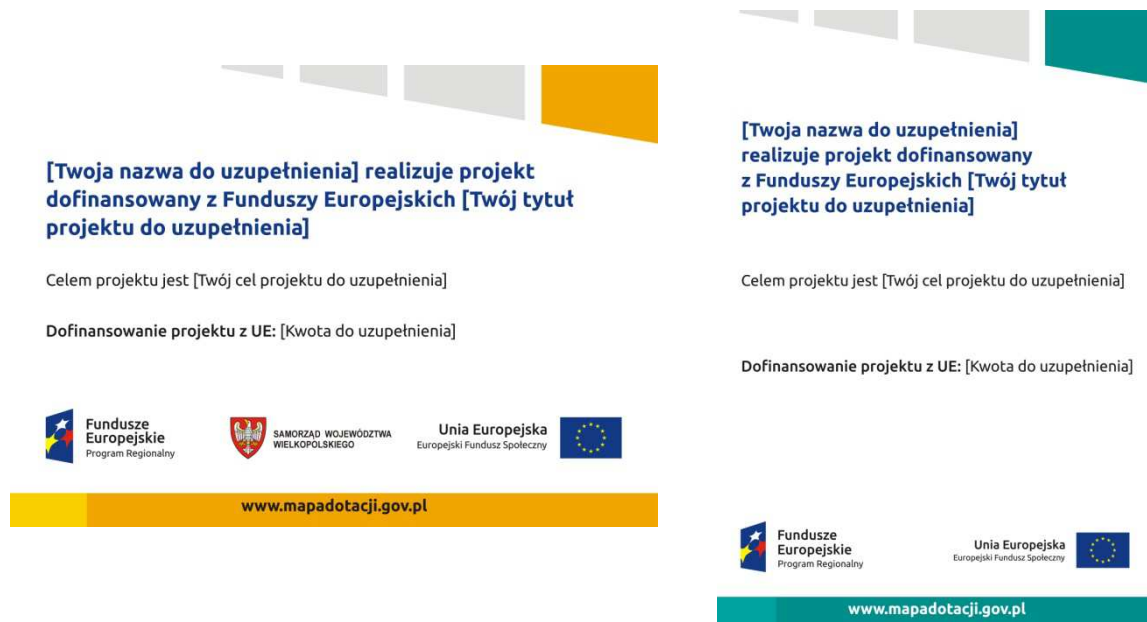 [Twoja nazwa do uzupełnienia] realizuje projekt
dofinansowany z Funduszy Europejskich [Twój tytuł
projektu do uzupełnienia]
Celem projektu jest [Twój cel projektu do uzupełnienia]
Dofinansowanie projektu z UE: [Kwota do uzupełnienia]
Fundusze
Europejskie
Program Regionalny
SAMORZĄD WOJEWÓDZTWA
WIELKOPOLSKIEGO
Unia Europejska
Europejski Fundusz Społeczny
www.mapadotacji.gov.pl
[Twoja nazwa do uzupełnienia]
realizuje projekt dofinansowany
z Funduszy Europejskich [Twój tytuł
projektu do uzupełnienia]
Celem projektu jest [Twój cel projektu do uzupełnienia]
Dofinansowanie projektu z UE: [Kwota do uzupełnienia]
Fundusze
Europejskie
Program Regionalny
Unia Europejska
Europejski Fundusz Społeczny
www.mapadotacji.gov.pl